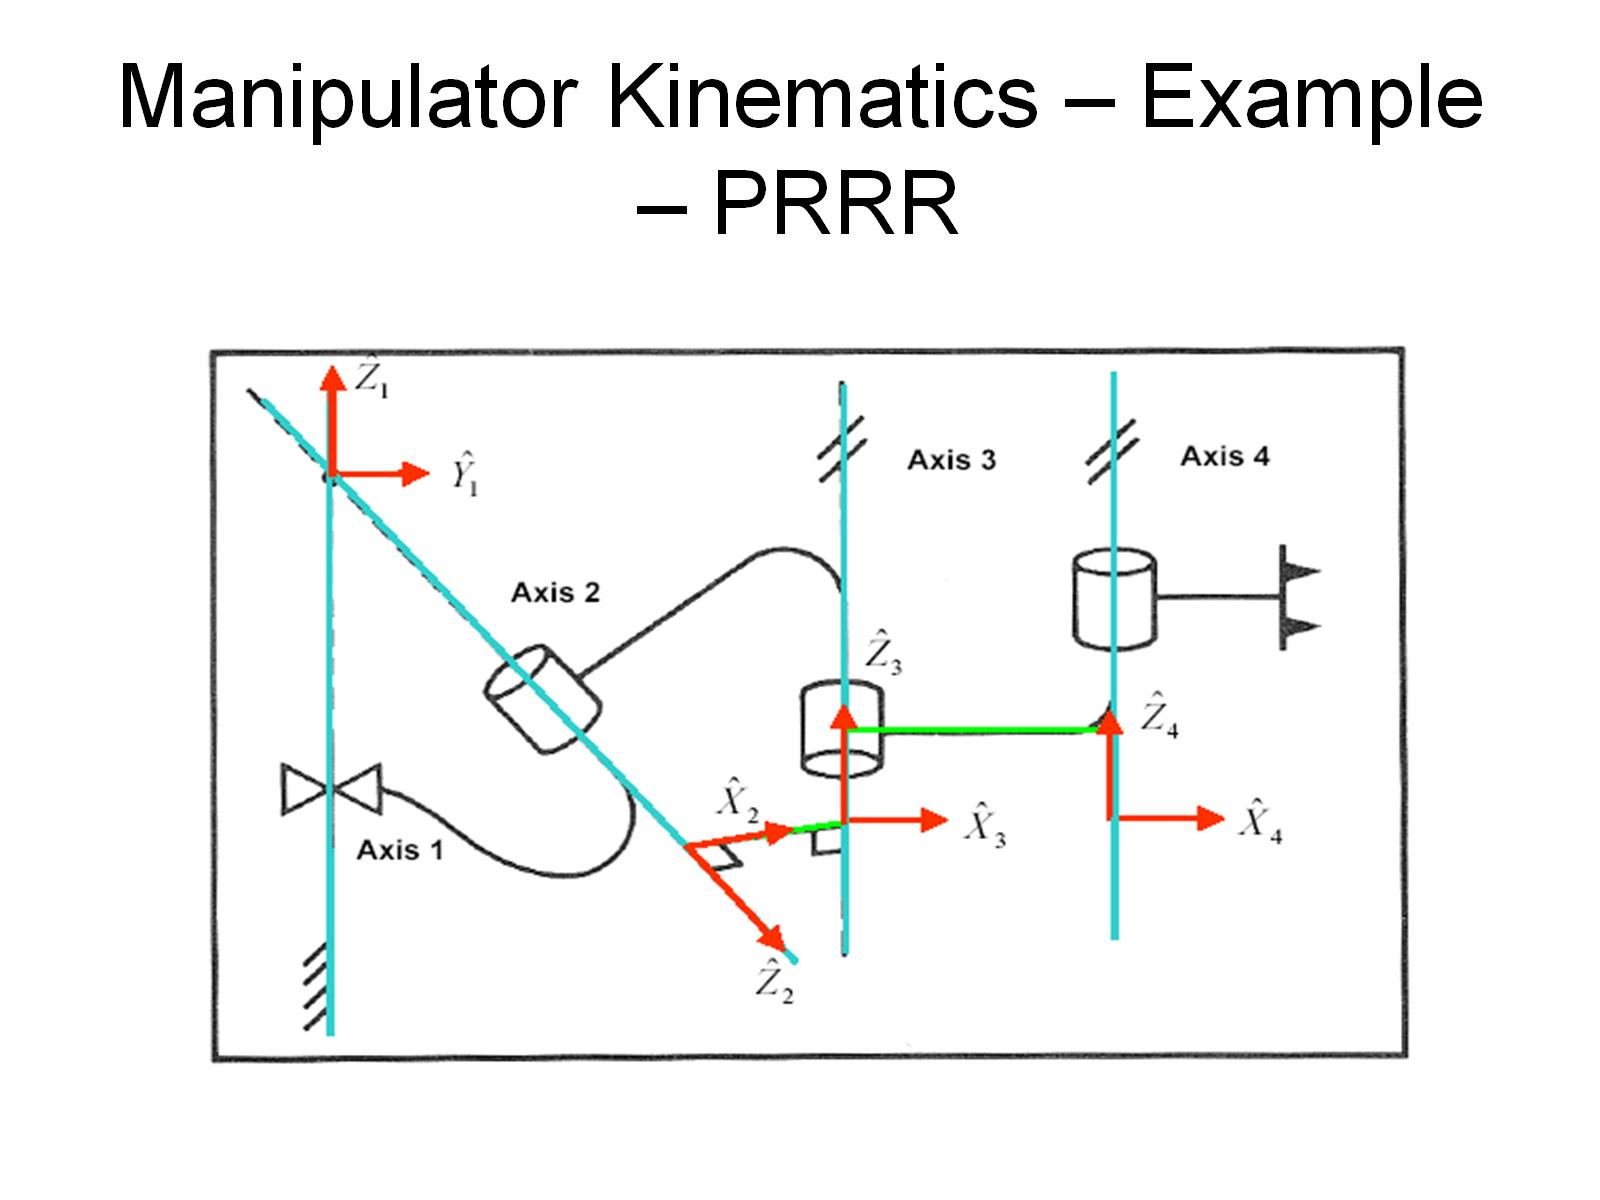 Manipulator Kinematics – Example
– PRRR
Ẑ₁
Ŷ₁
Axis 3
Axis 4
Axis 2
Ẑ₃
Ẑ₄
X̂₂
X̂₃
X̂₄
Axis 1
Ẑ₂